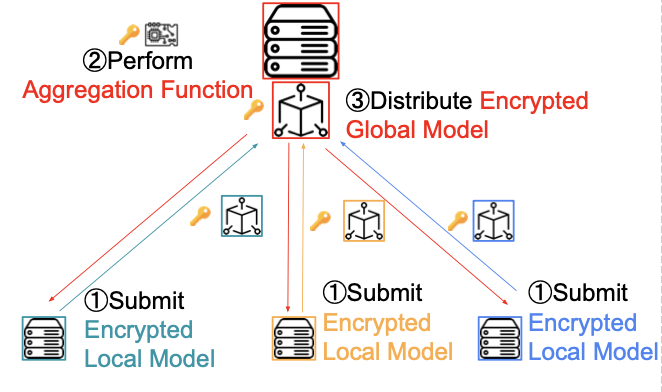 ②Perform
Aggregation Function
③Distribute Encrypted
Global Model
①Submit
Encrypted
Local Model
①Submit
Encrypted
Local Model
①Submit
Encrypted
Local Model